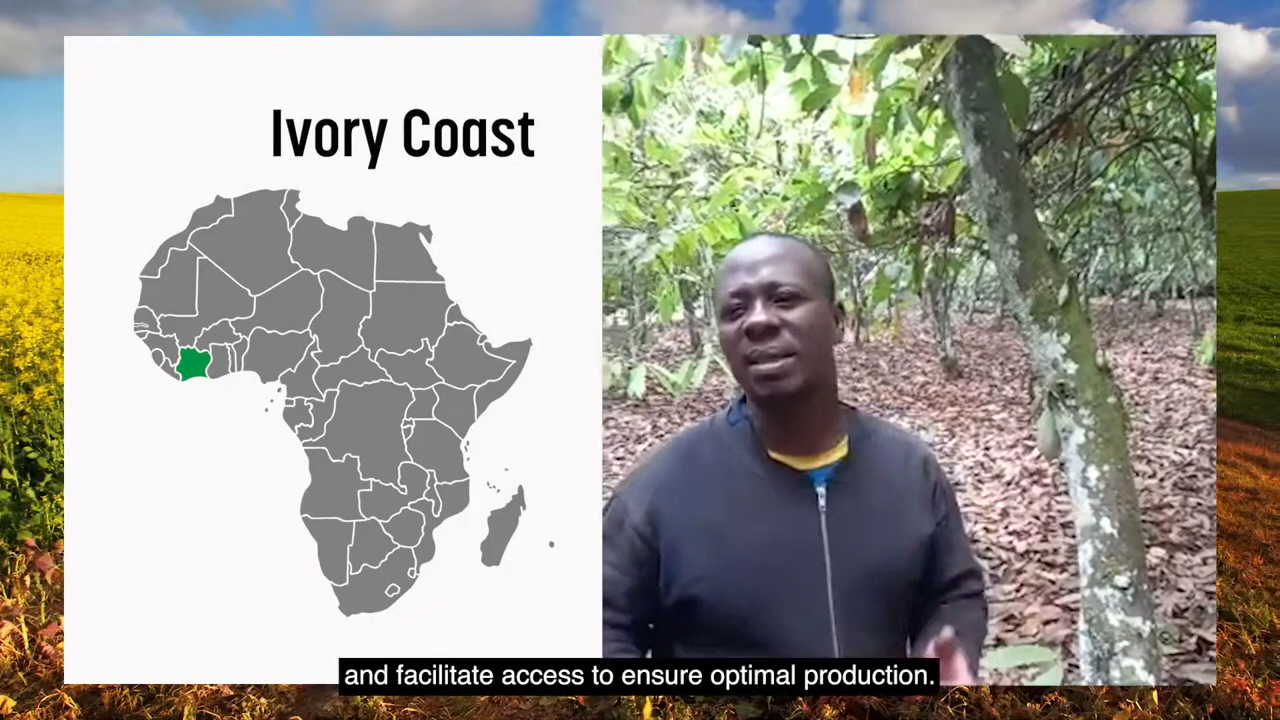 Ivory Coast
and facilitate access to ensure optimal production.